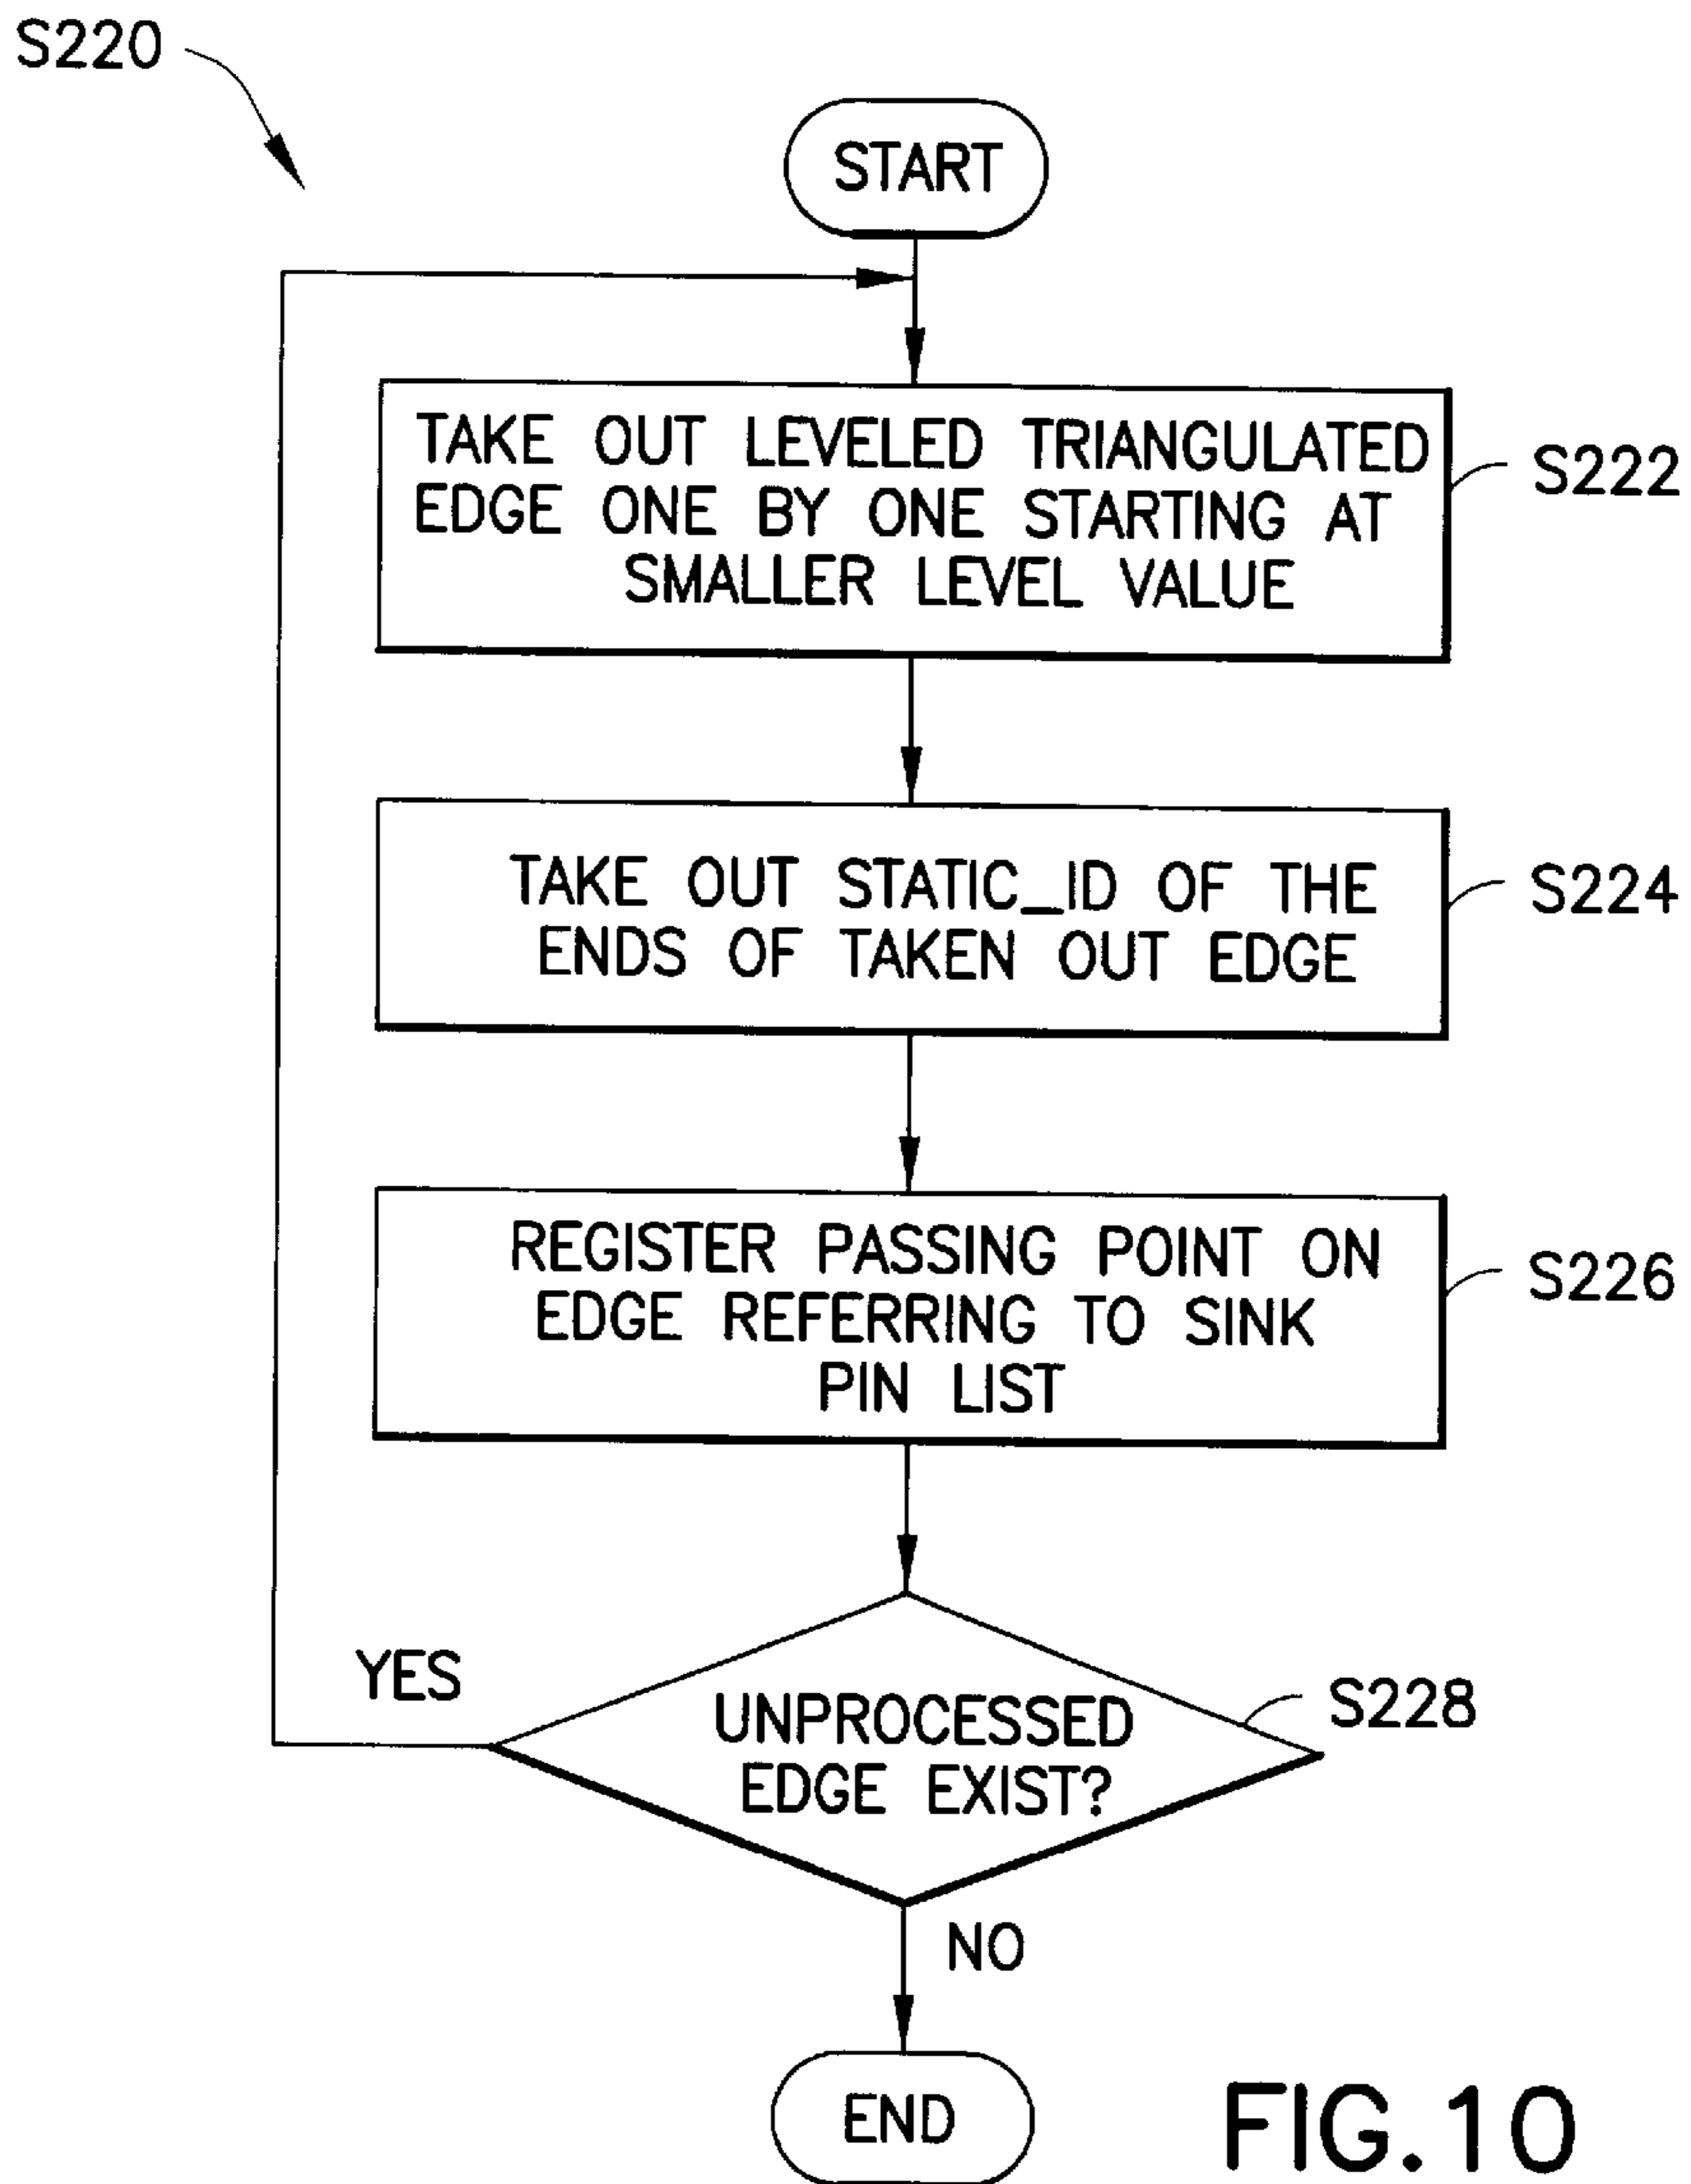 S220
START
TAKE OUT LEVELED TRIANGULATED
EDGE ONE BY ONE STARTING AT
SMALLER LEVEL VALUE
S222
TAKE OUT STATIC_ID OF THE
ENDS OF TAKEN OUT EDGE
S224
REGISTER PASSING POINT ON
EDGE REFERRING TO SINK
PIN LIST
S226
YES
UNPROCESSED
EDGE EXIST?
S228
NO
END
FIG.10